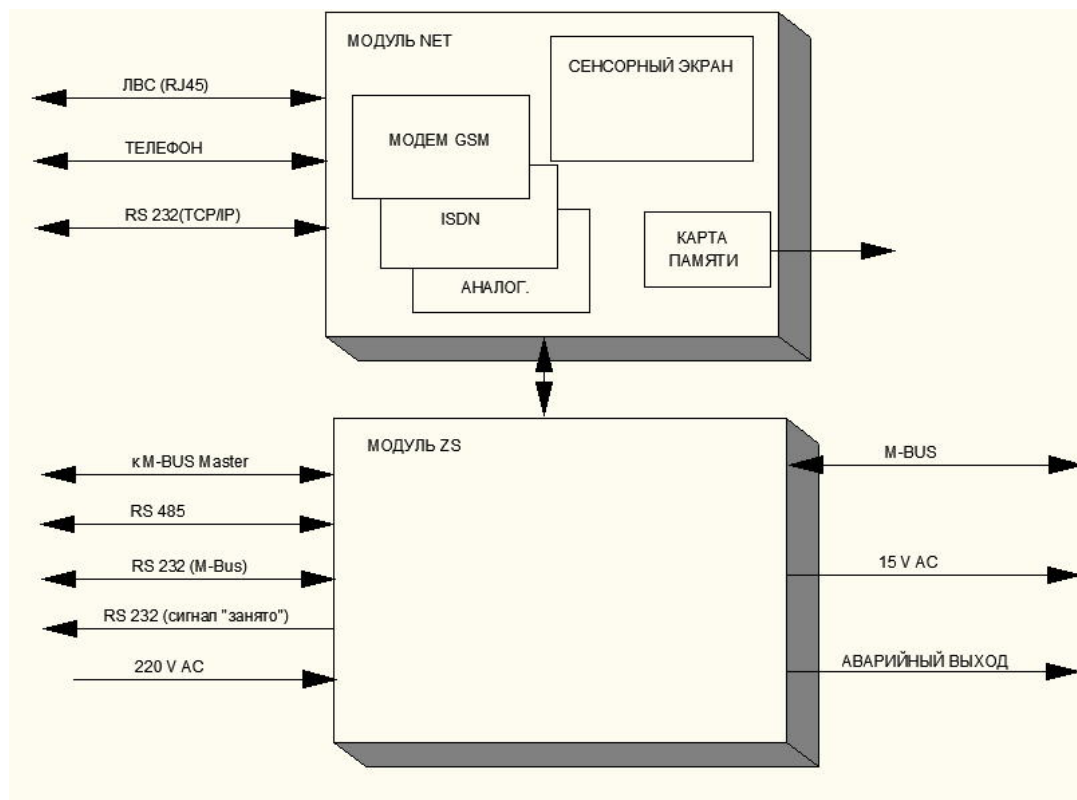 МОДУЛЬ NET
СЕНСОРНЫЙ ЭКРАН
ЛВС (RJ45)
МОДЕМ GSM
ТЕЛЕФОН
RS 232(TCP/IP)
ISDN
КАРТА
ПАМЯТИ
АНАЛОГ.
МОДУЛЬ ZS
кM-BUS Master
M-BUS
RS 485
RS 232 (M-Bus)
15 V AC
RS 232 (сигнал "занято")
220 V AC
АВАРИЙНЫЙ ВЫХОД